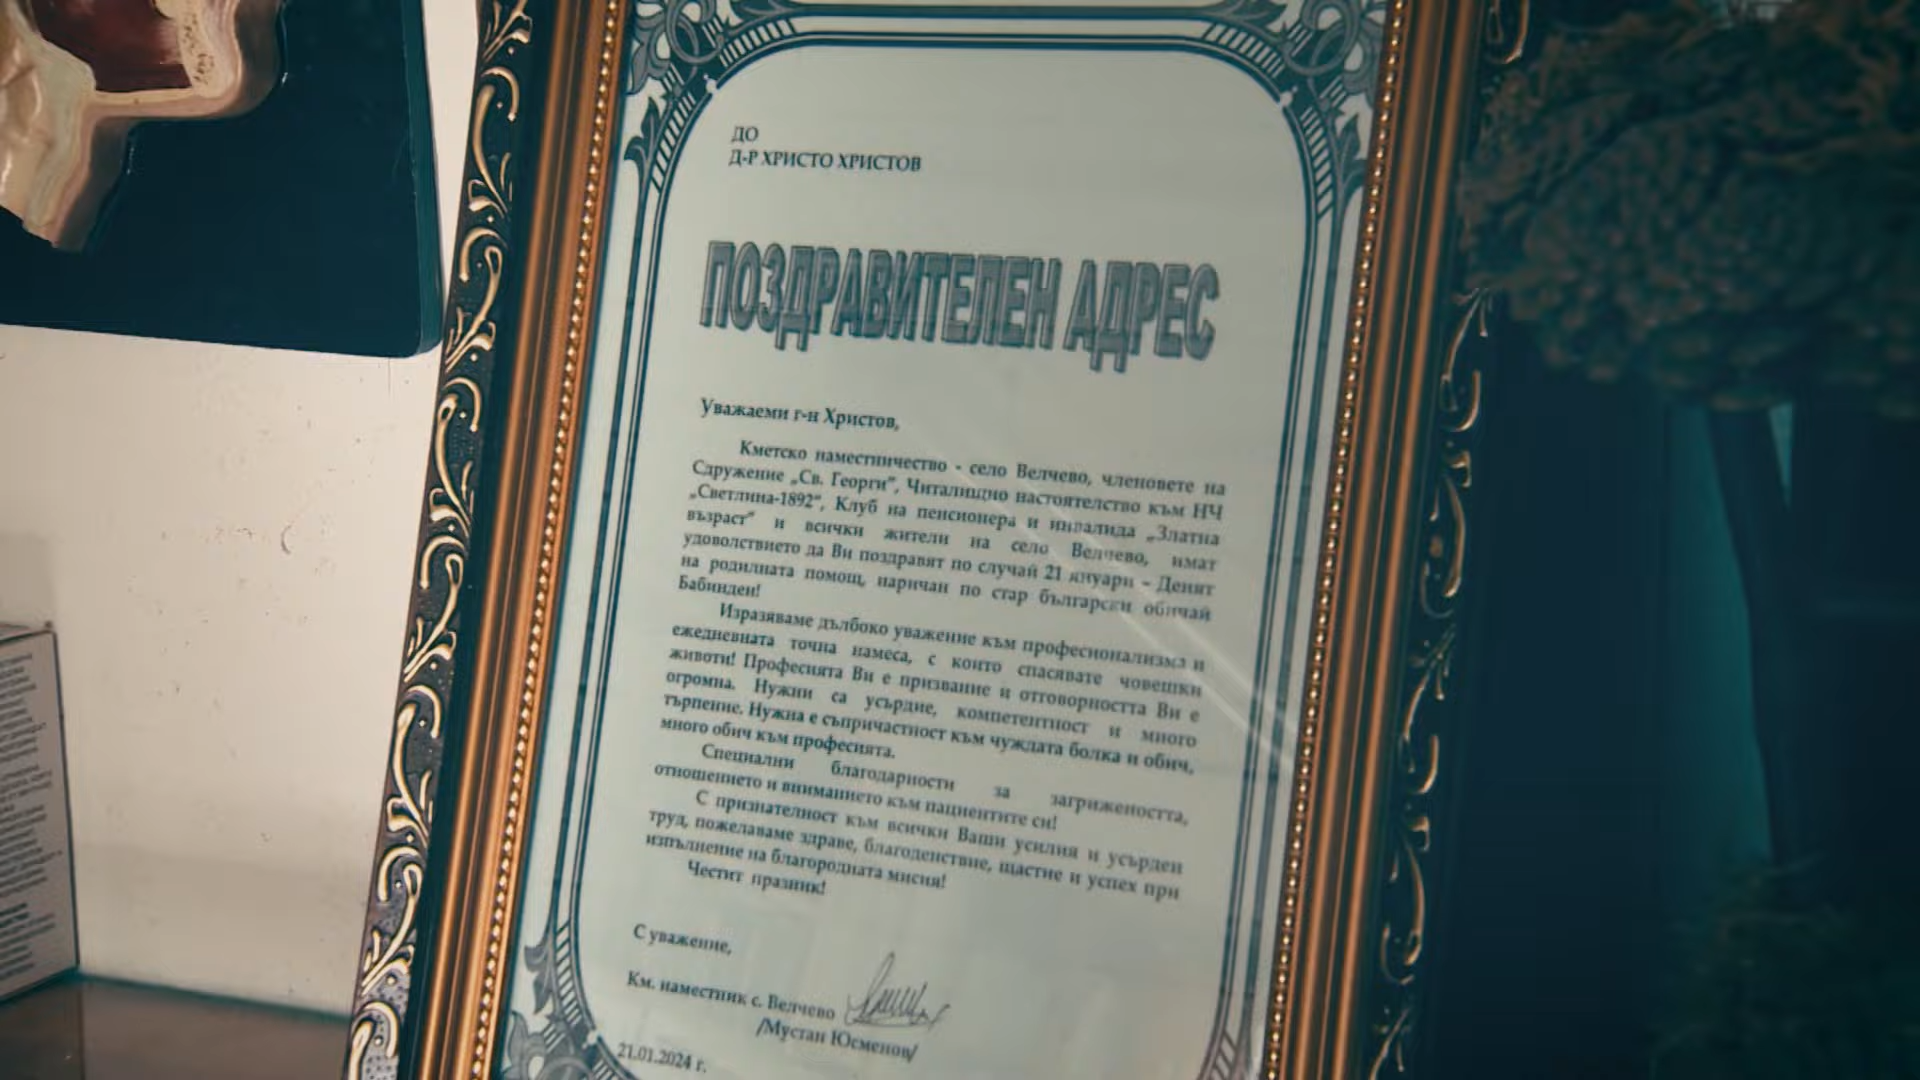 ДО
Д-Р ХРИСТО ХРИСТОВ
ПОЗДРАВИТЕЛЕН АДРЕС
Уважаеми г-н Христов,
Кметско наместничество - село Велчево, членовете на
Сдружение „Св. Георги", Читалищно настоятелство към НЧ
„Светлина-1892", Клуб на пенсионера и инвалида „Златна
възраст" и всички жители на село Велчево, имат
удоволствието да Ви поздравят по случай 21 януари – Денят
на родилната помощ, наричан по стар български обичай
Бабинден!
Изразяваме дълбоко уважение към професионализма и
ежедневната точна намеса, с които спасявате човешки
животи! Професията Ви е призвание и отговорността Ви е
огромна. Нужни са усърдие, компетентност и много
търпение. Нужна е съпричастност към чуждата болка и обич,
много обич към професията.
Специални благодарности за загрижеността,
отношението и вниманието към пациентите си!
С признателност към всички Ваши усилия и усърден
труд, пожелаваме здраве, благоденствие, щастие и успех при
изпълнение на благородната мисия!
Честит празник!
С уважение,
Км. наместник с. Велчево
/Мустан Юсменов/
21.01.2024 г.